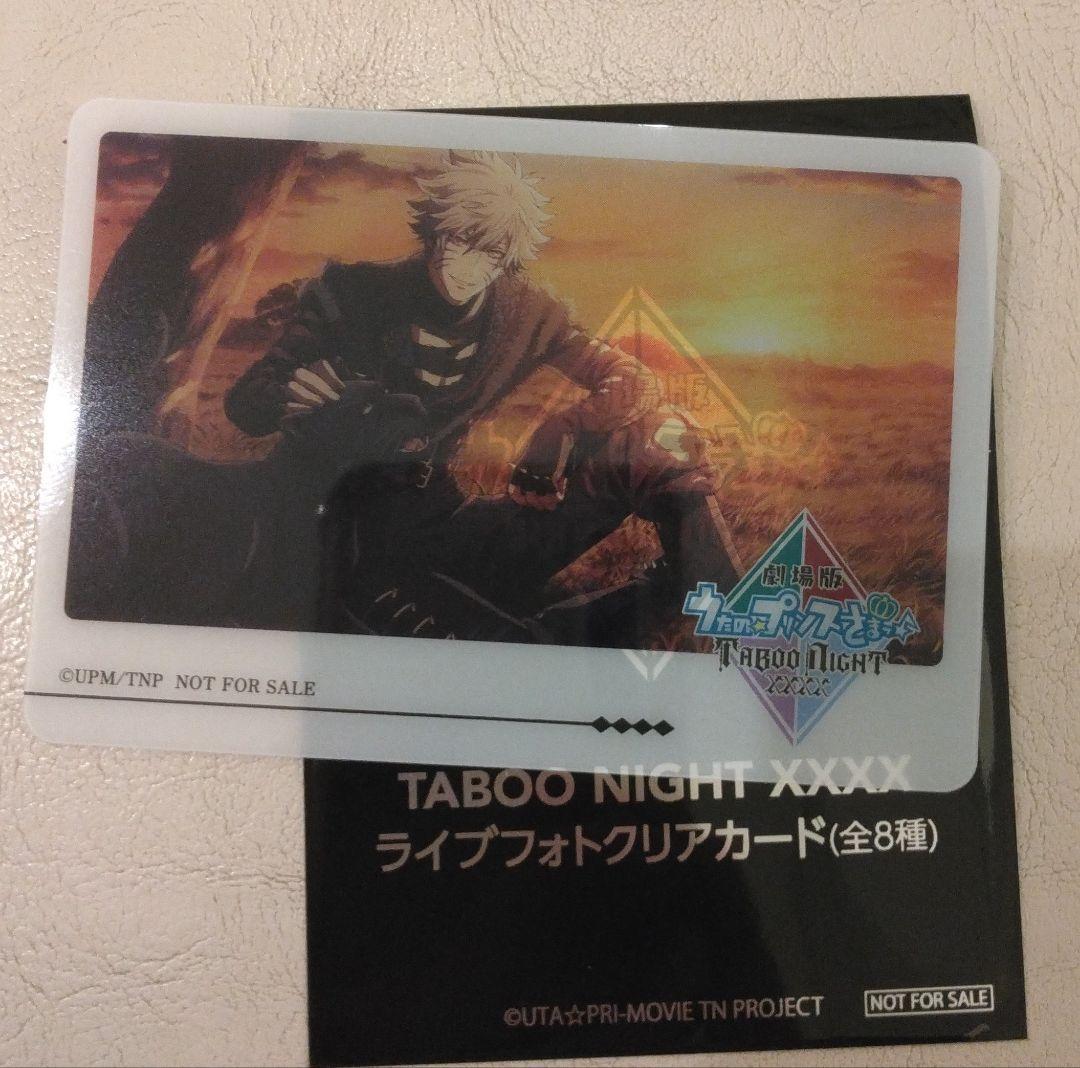 劇場版
うたの☆プリンスさまっ♪
TABOO NIGHT
XXXX
©UPM/TNP NOT FOR SALE
TABOO NIGHT XXXX
ライブフォトクリアカード(全8種)
©UTA☆PRI-MOVIE TN PROJECT
NOT FOR SALE